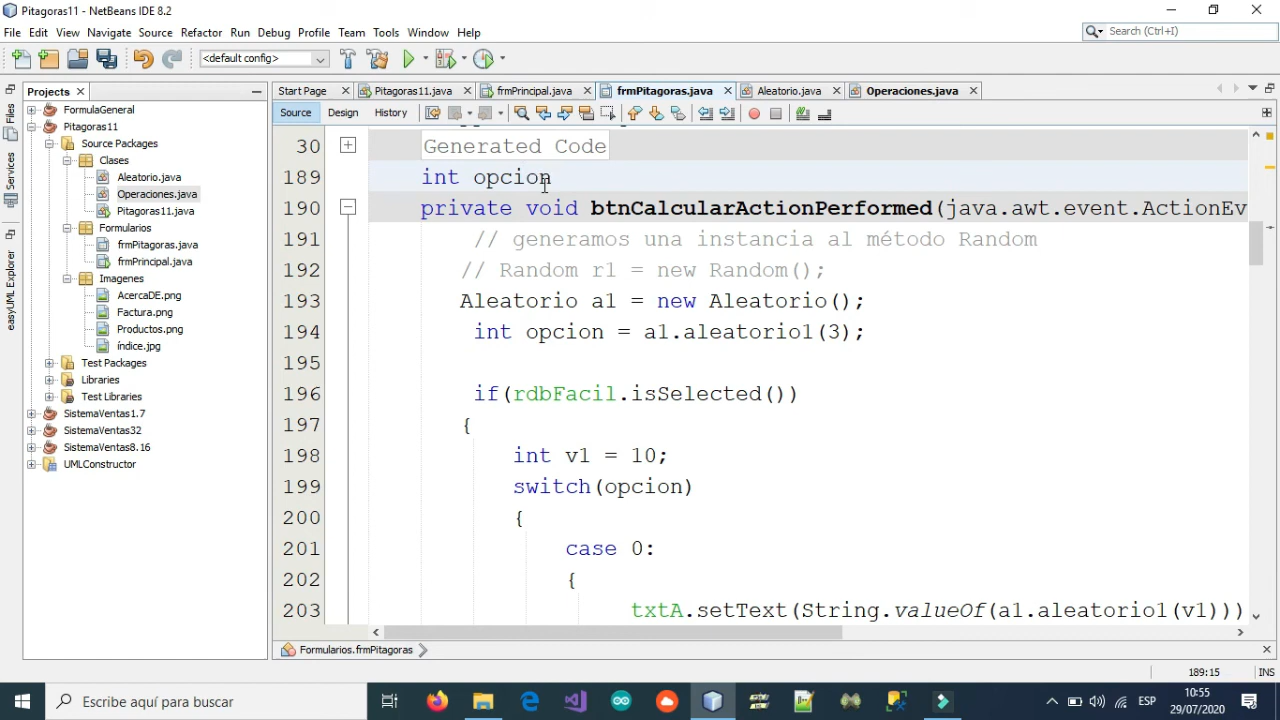 Pitagoras11 - NetBeans IDE 8.2
File Edit View Navigate Source Refactor Run Debug Profile Team Tools Window Help
Search (Ctrl+I)
<default config>
Projects
Start Page Pitagoras11.java frmPrincipal.java frmPitagoras.java Aleatorio.java Operaciones.java
Source Design History
Files
Services
easyUML Explorer
FormulaGeneral
Pitagoras11
Source Packages
Clases
Aleatorio.java
Operaciones.java
Pitagoras11.java
Formularios
frmPitagoras.java
frmPrincipal.java
Imagenes
AcercaDE.png
Factura.png
Productos.png
índice.jpg
Test Packages
Libraries
Test Libraries
SistemaVentas1.7
SistemaVentas32
SistemaVentas8.16
UMLConstructor
30 Generated Code
189 int opcion
190 private void btnCalcularActionPerformed(java.awt.event.ActionEv
191 // generamos una instancia al método Random
192 // Random r1 = new Random();
193 Aleatorio a1 = new Aleatorio();
194 int opcion = a1.aleatorio1(3);
195
196 if(rdbFacil.isSelected())
197 {
198 int v1 = 10;
199 switch(opcion)
200 {
201 case 0:
202 {
203 txtA.setText(String.valueOf(a1.aleatorio1(v1)))
Formularios.frmPitagoras
189:15 INS
Escribe aquí para buscar
ESP
10:55
29/07/2020